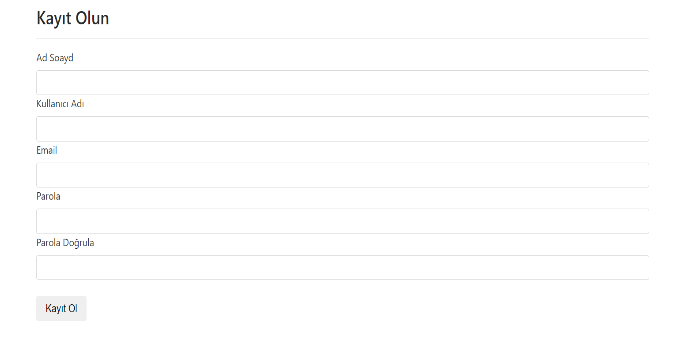 Kayıt Olun
Ad Soayd
Kullanıcı Adı
Email
Parola
Parola Doğrula
Kayıt Ol